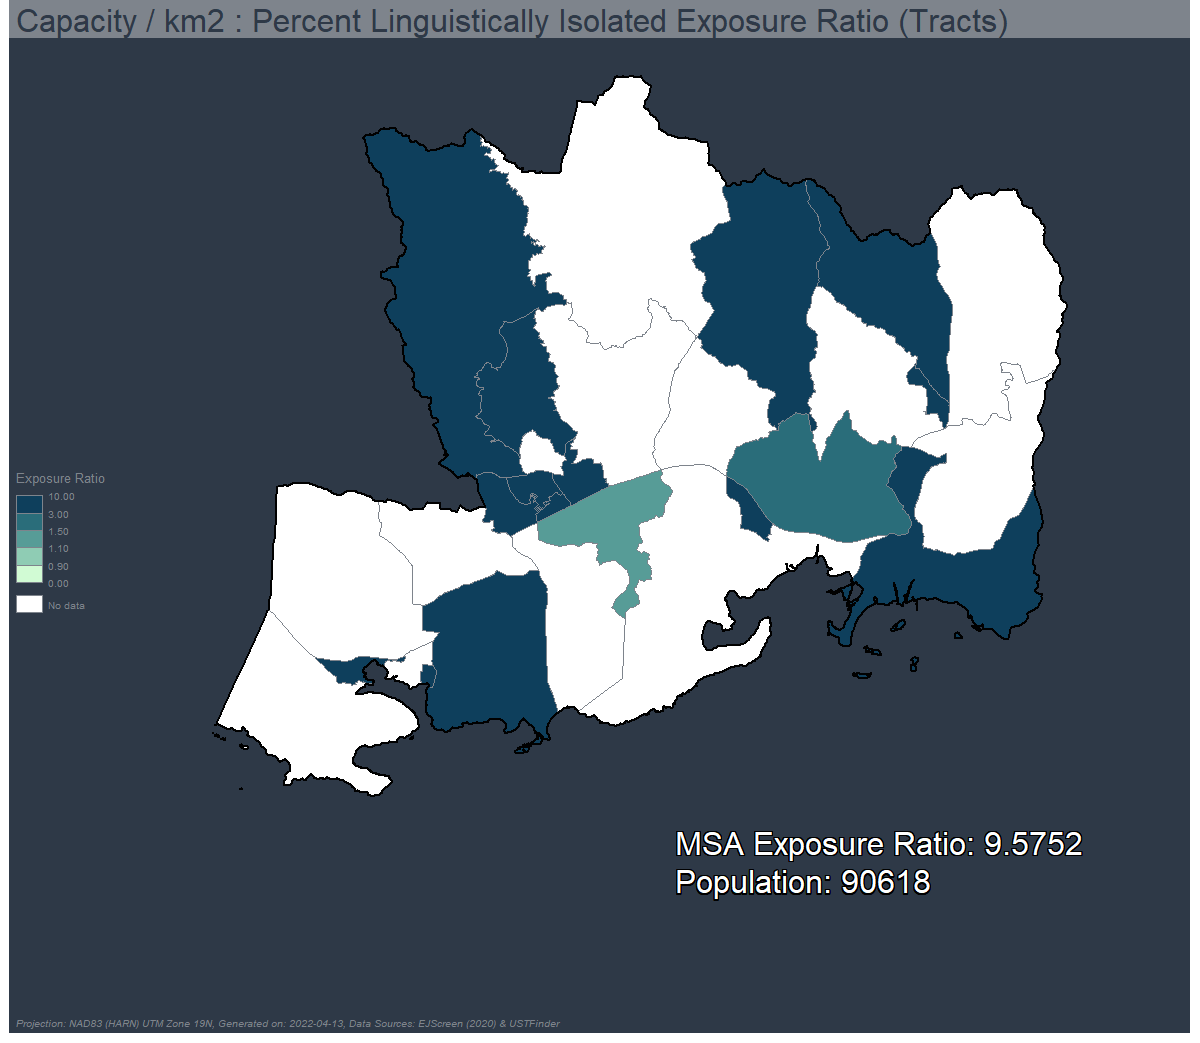 Capacity / km2 : Percent Linguistically Isolated Exposure Ratio (Tracts)
Exposure Ratio
10.00
3.00
1.50
1.10
0.90
0.00
No data
MSA Exposure Ratio: 9.5752
Population: 90618
Projection: NAD83 (HARN) UTM Zone 19N, Generated on: 2022-04-13, Data Sources: EJScreen (2020) & USTFinder